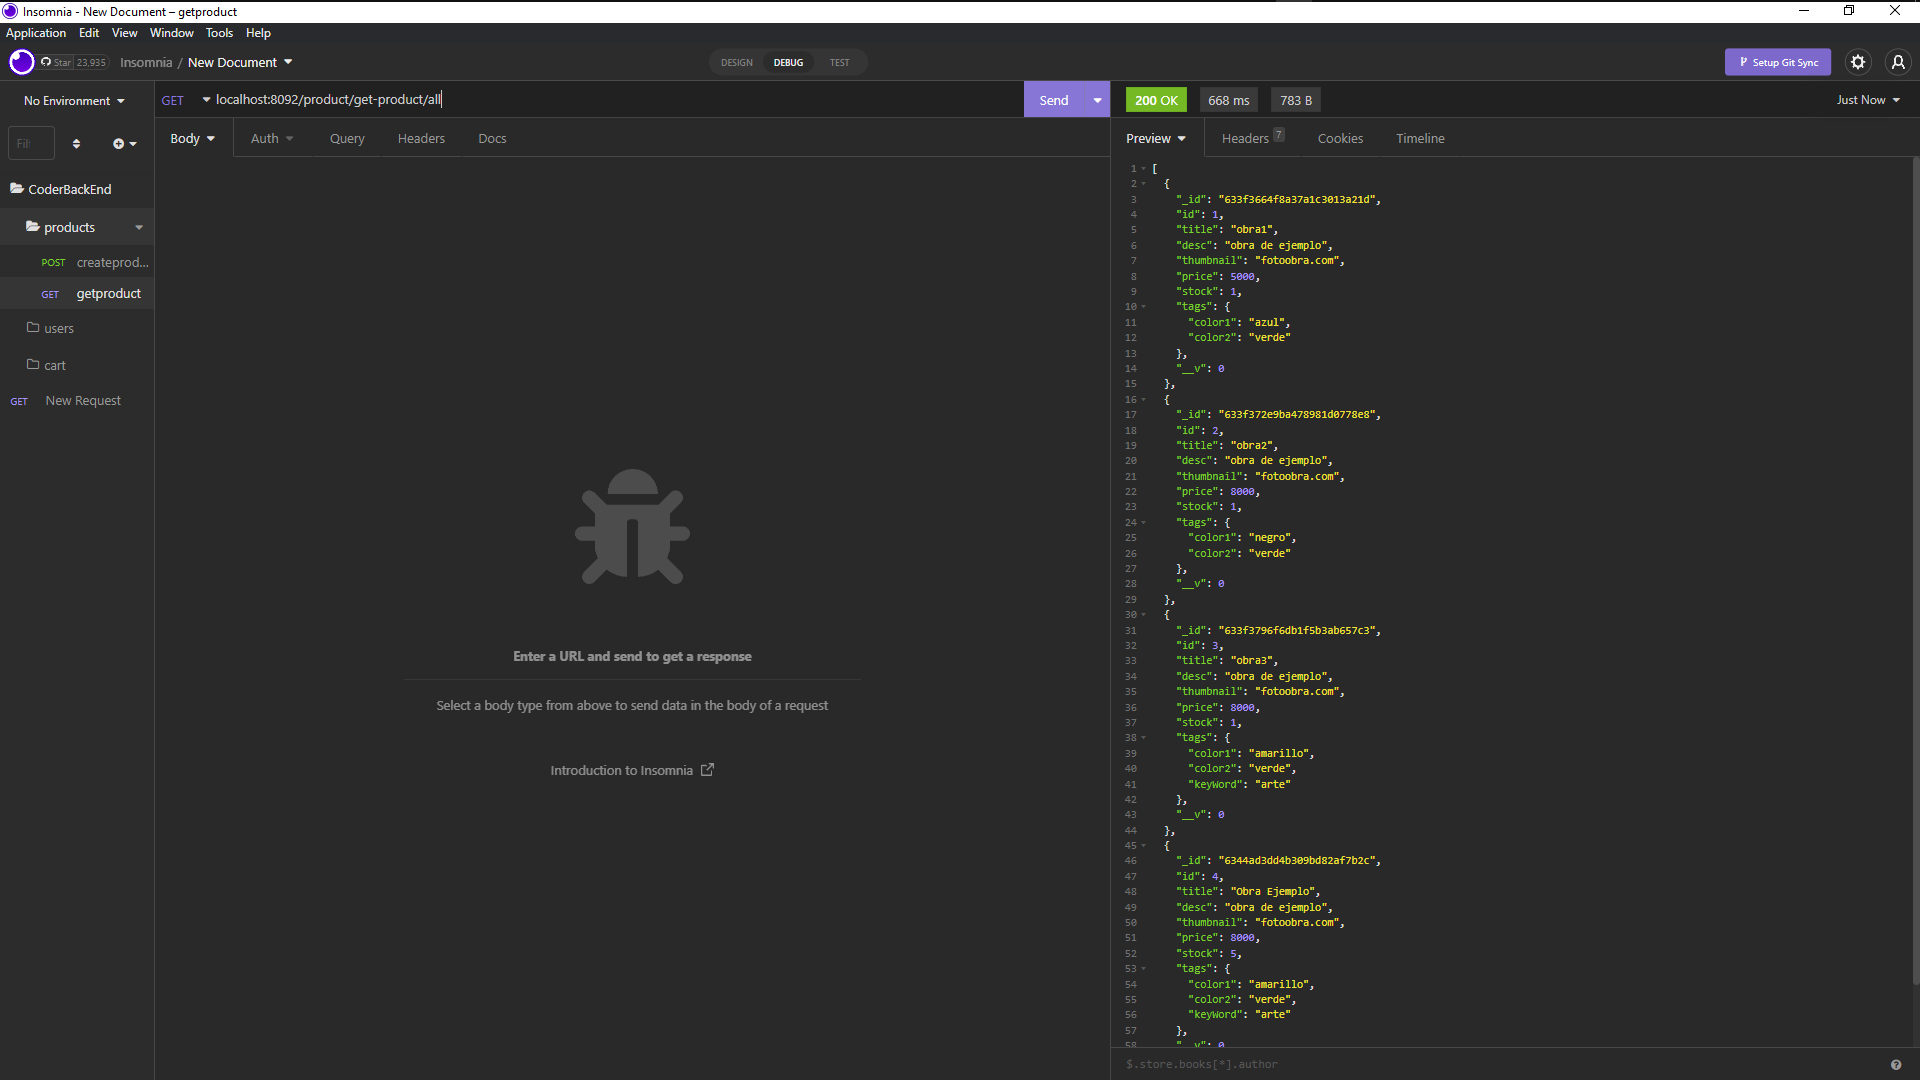 Insomnia - New Document – getproduct
Application Edit View Window Tools Help
Star 23,935 Insomnia / New Document DESIGN DEBUG TEST Setup Git Sync
No Environment GET localhost:8092/product/get-product/all Send 200 OK 668 ms 783 B Just Now
Body Auth Query Headers Docs Preview Headers 7 Cookies Timeline
Fil
CoderBackEnd
products
POST createprod...
GET getproduct
users
cart
GET New Request
Enter a URL and send to get a response
Select a body type from above to send data in the body of a request
Introduction to Insomnia
1 [
2 {
3 "_id": "633f3664f8a37a1c3013a21d",
4 "id": 1,
5 "title": "obra1",
6 "desc": "obra de ejemplo",
7 "thumbnail": "fotoobra.com",
8 "price": 5000,
9 "stock": 1,
10 "tags": {
11 "color1": "azul",
12 "color2": "verde"
13 },
14 "__v": 0
15 },
16 {
17 "_id": "633f372e9ba478981d0778e8",
18 "id": 2,
19 "title": "obra2",
20 "desc": "obra de ejemplo",
21 "thumbnail": "fotoobra.com",
22 "price": 8000,
23 "stock": 1,
24 "tags": {
25 "color1": "negro",
26 "color2": "verde"
27 },
28 "__v": 0
29 },
30 {
31 "_id": "633f3796f6db1f5b3ab657c3",
32 "id": 3,
33 "title": "obra3",
34 "desc": "obra de ejemplo",
35 "thumbnail": "fotoobra.com",
36 "price": 8000,
37 "stock": 1,
38 "tags": {
39 "color1": "amarillo",
40 "color2": "verde",
41 "keyWord": "arte"
42 },
43 "__v": 0
44 },
45 {
46 "_id": "6344ad3dd4b309bd82af7b2c",
47 "id": 4,
48 "title": "Obra Ejemplo",
49 "desc": "obra de ejemplo",
50 "thumbnail": "fotoobra.com",
51 "price": 8000,
52 "stock": 5,
53 "tags": {
54 "color1": "amarillo",
55 "color2": "verde",
56 "keyWord": "arte"
57 },
58 "__v": 0
$.store.books[*].author